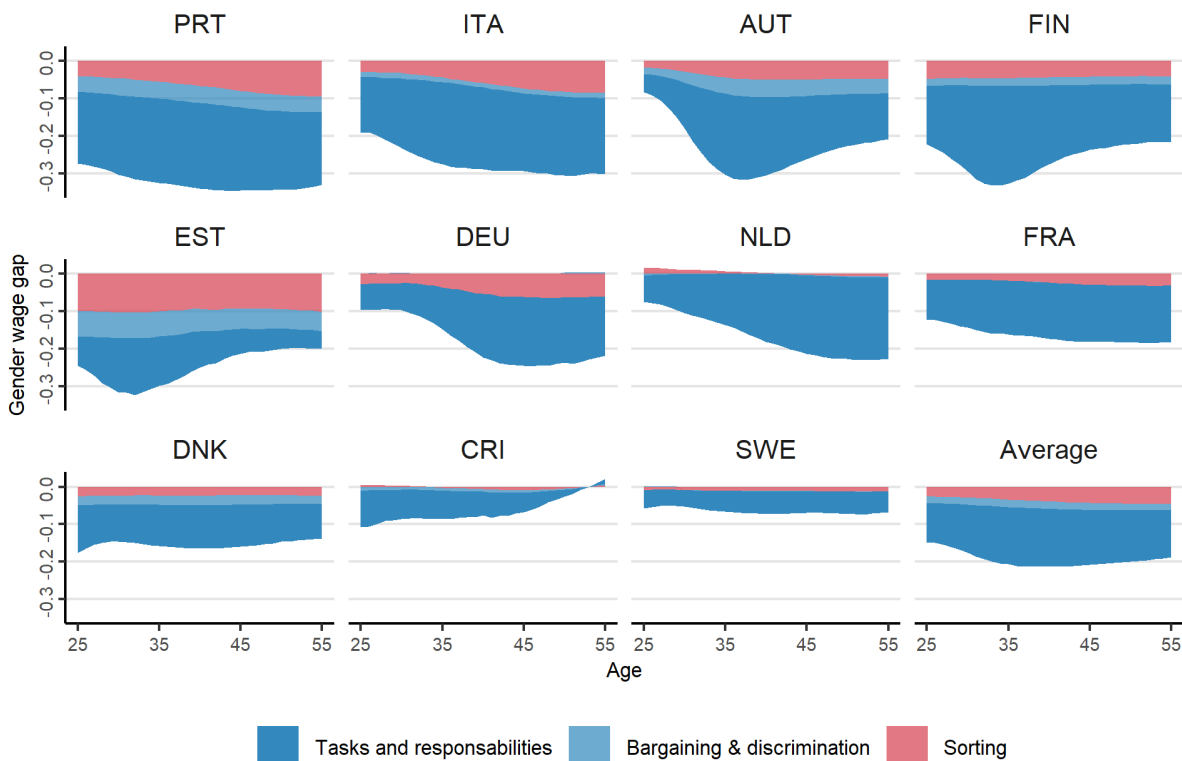 PRT ITA AUT FIN
0.0
-0.1
-0.2
-0.3
EST DEU NLD FRA
0.0
-0.1
-0.2
-0.3
Gender wage gap
DNK CRI SWE Average
0.0
-0.1
-0.2
-0.3
25 35 45 55 25 35 45 55 25 35 45 55 25 35 45 55
Age
Tasks and responsabilities Bargaining & discrimination Sorting